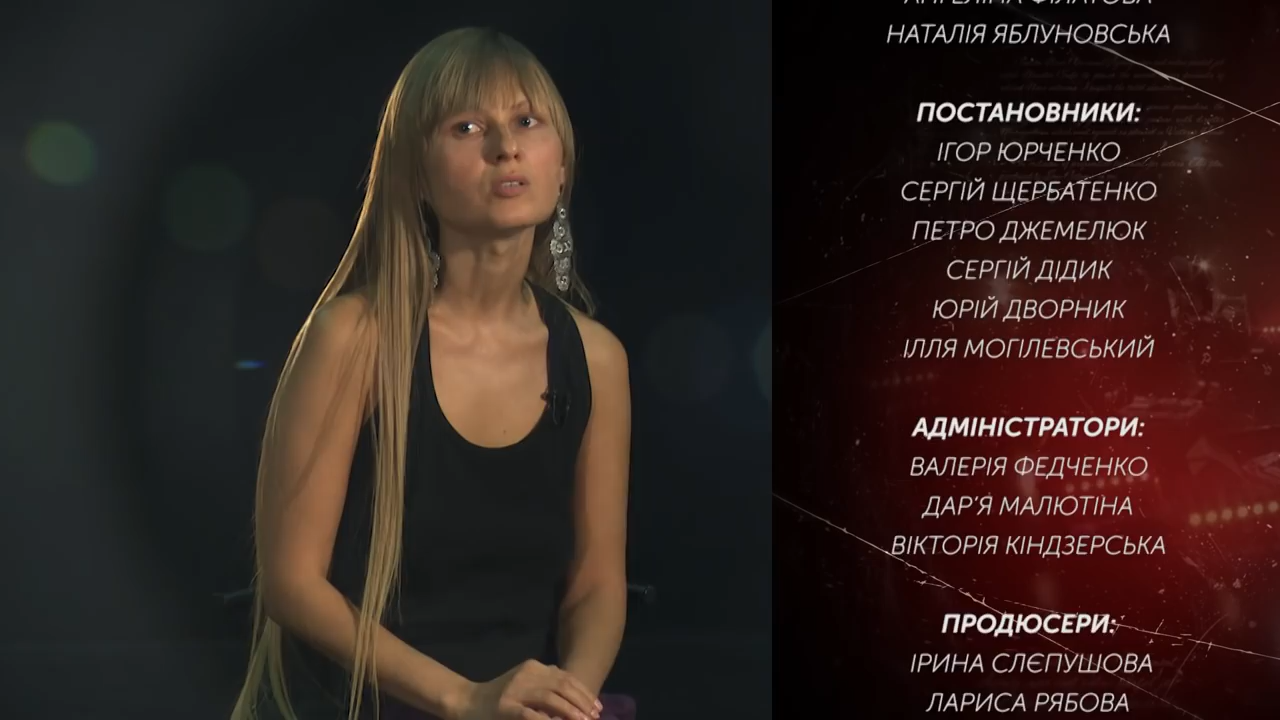 НАТАЛІЯ ЯБЛУНОВСЬКА
ПОСТАНОВНИКИ:
ІГОР ЮРЧЕНКО
СЕРГІЙ ЩЕРБАТЕНКО
ПЕТРО ДЖЕМЕЛЮК
СЕРГІЙ ДІДИК
ЮРІЙ ДВОРНИК
ІЛЛЯ МОГІЛЕВСЬКИЙ
АДМІНІСТРАТОРИ:
ВАЛЕРІЯ ФЕДЧЕНКО
ДАР'Я МАЛЮТІНА
ВІКТОРІЯ КІНДЗЕРСЬКА
ПРОДЮСЕРИ:
ІРИНА СЛЄПУШОВА
ЛАРИСА РЯБОВА